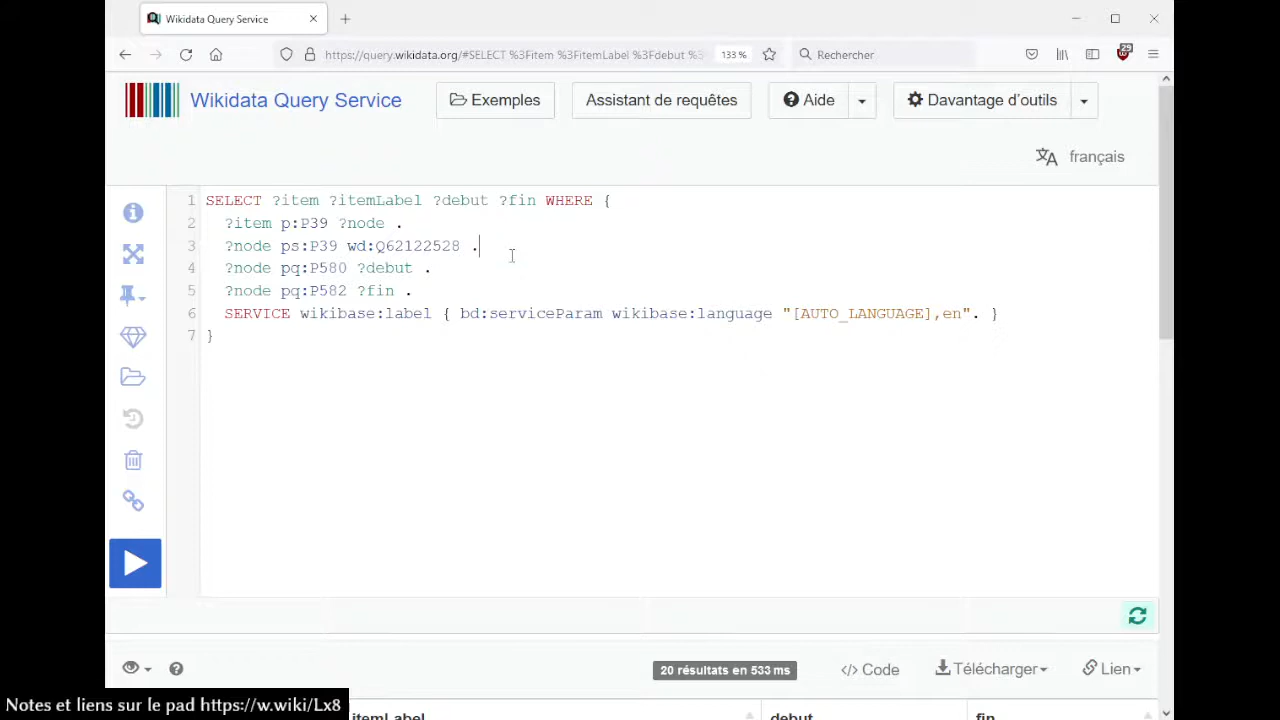 Wikidata Query Service
https://query.wikidata.org/#SELECT %3Fitem %3FitemLabel %3Fdebut %3
133 %
Rechercher
29
Wikidata Query Service
Exemples
Assistant de requêtes
Aide
Davantage d'outils
français
1 SELECT ?item ?itemLabel ?debut ?fin WHERE {
2 ?item p:P39 ?node .
3 ?node ps:P39 wd:Q62122528 .
4 ?node pq:P580 ?debut .
5 ?node pq:P582 ?fin .
6 SERVICE wikibase:label { bd:serviceParam wikibase:language "[AUTO_LANGUAGE],en". }
7 }
20 résultats en 533 ms
</> Code
Télécharger
Lien
Notes et liens sur le pad https://w.wiki/Lx8
itemLabel
debut
fin